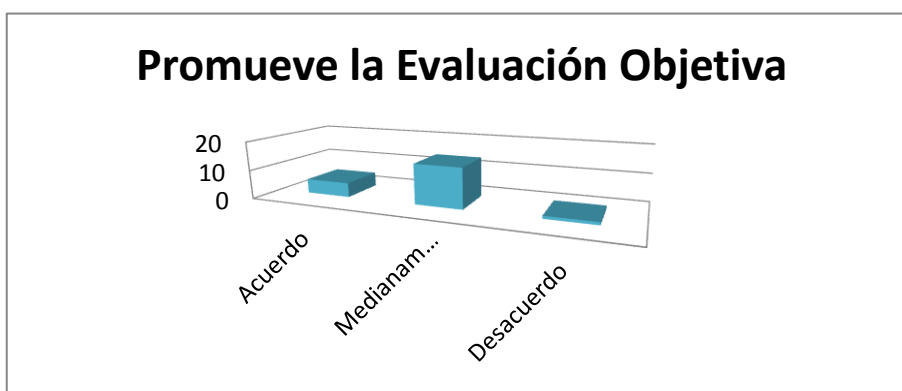 Promueve la Evaluación Objetiva
20
10
0
Acuerdo
Medianam...
Desacuerdo